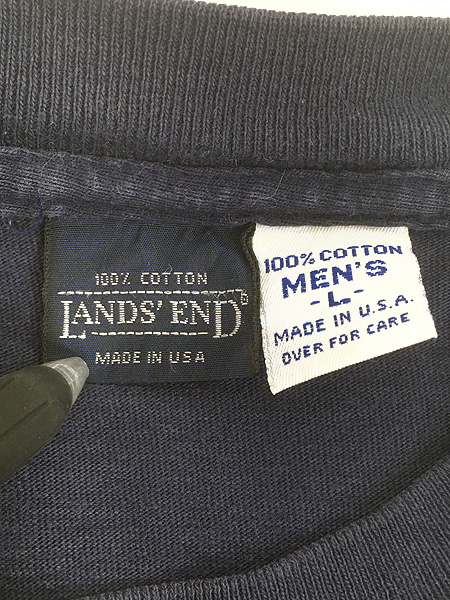 100% COTTON
LANDS' END®
MADE IN USA
100% COTTON
MEN'S
-L-
MADE IN U.S.A.
OVER FOR CARE